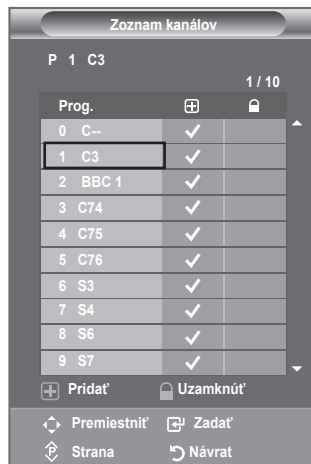 Zoznam kanálov
P 1 C3
1 / 10
Prog.
0 C--
1 C3
2 BBC 1
3 C74
4 C75
5 C76
6 S3
7 S4
8 S6
9 S7
Pridať Uzamknúť
Premiestniť Zadať
P Strana Návrat